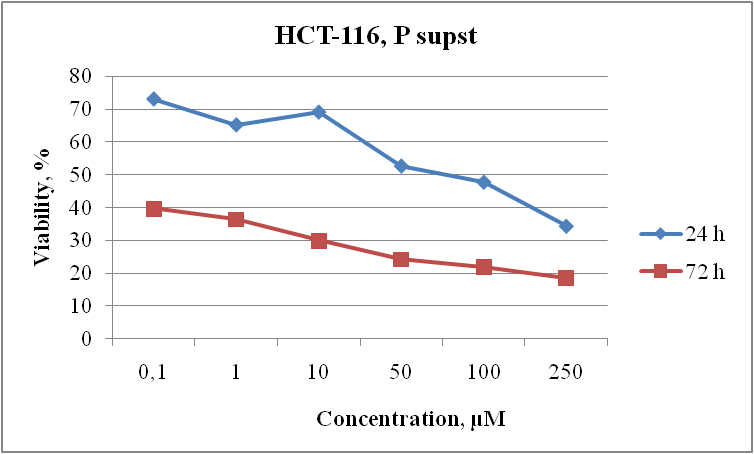 HCT-116, P supst
80
70
60
50
40
30
20
10
0
Viability, %
0,1 1 10 50 100 250
Concentration, μM
24 h
72 h